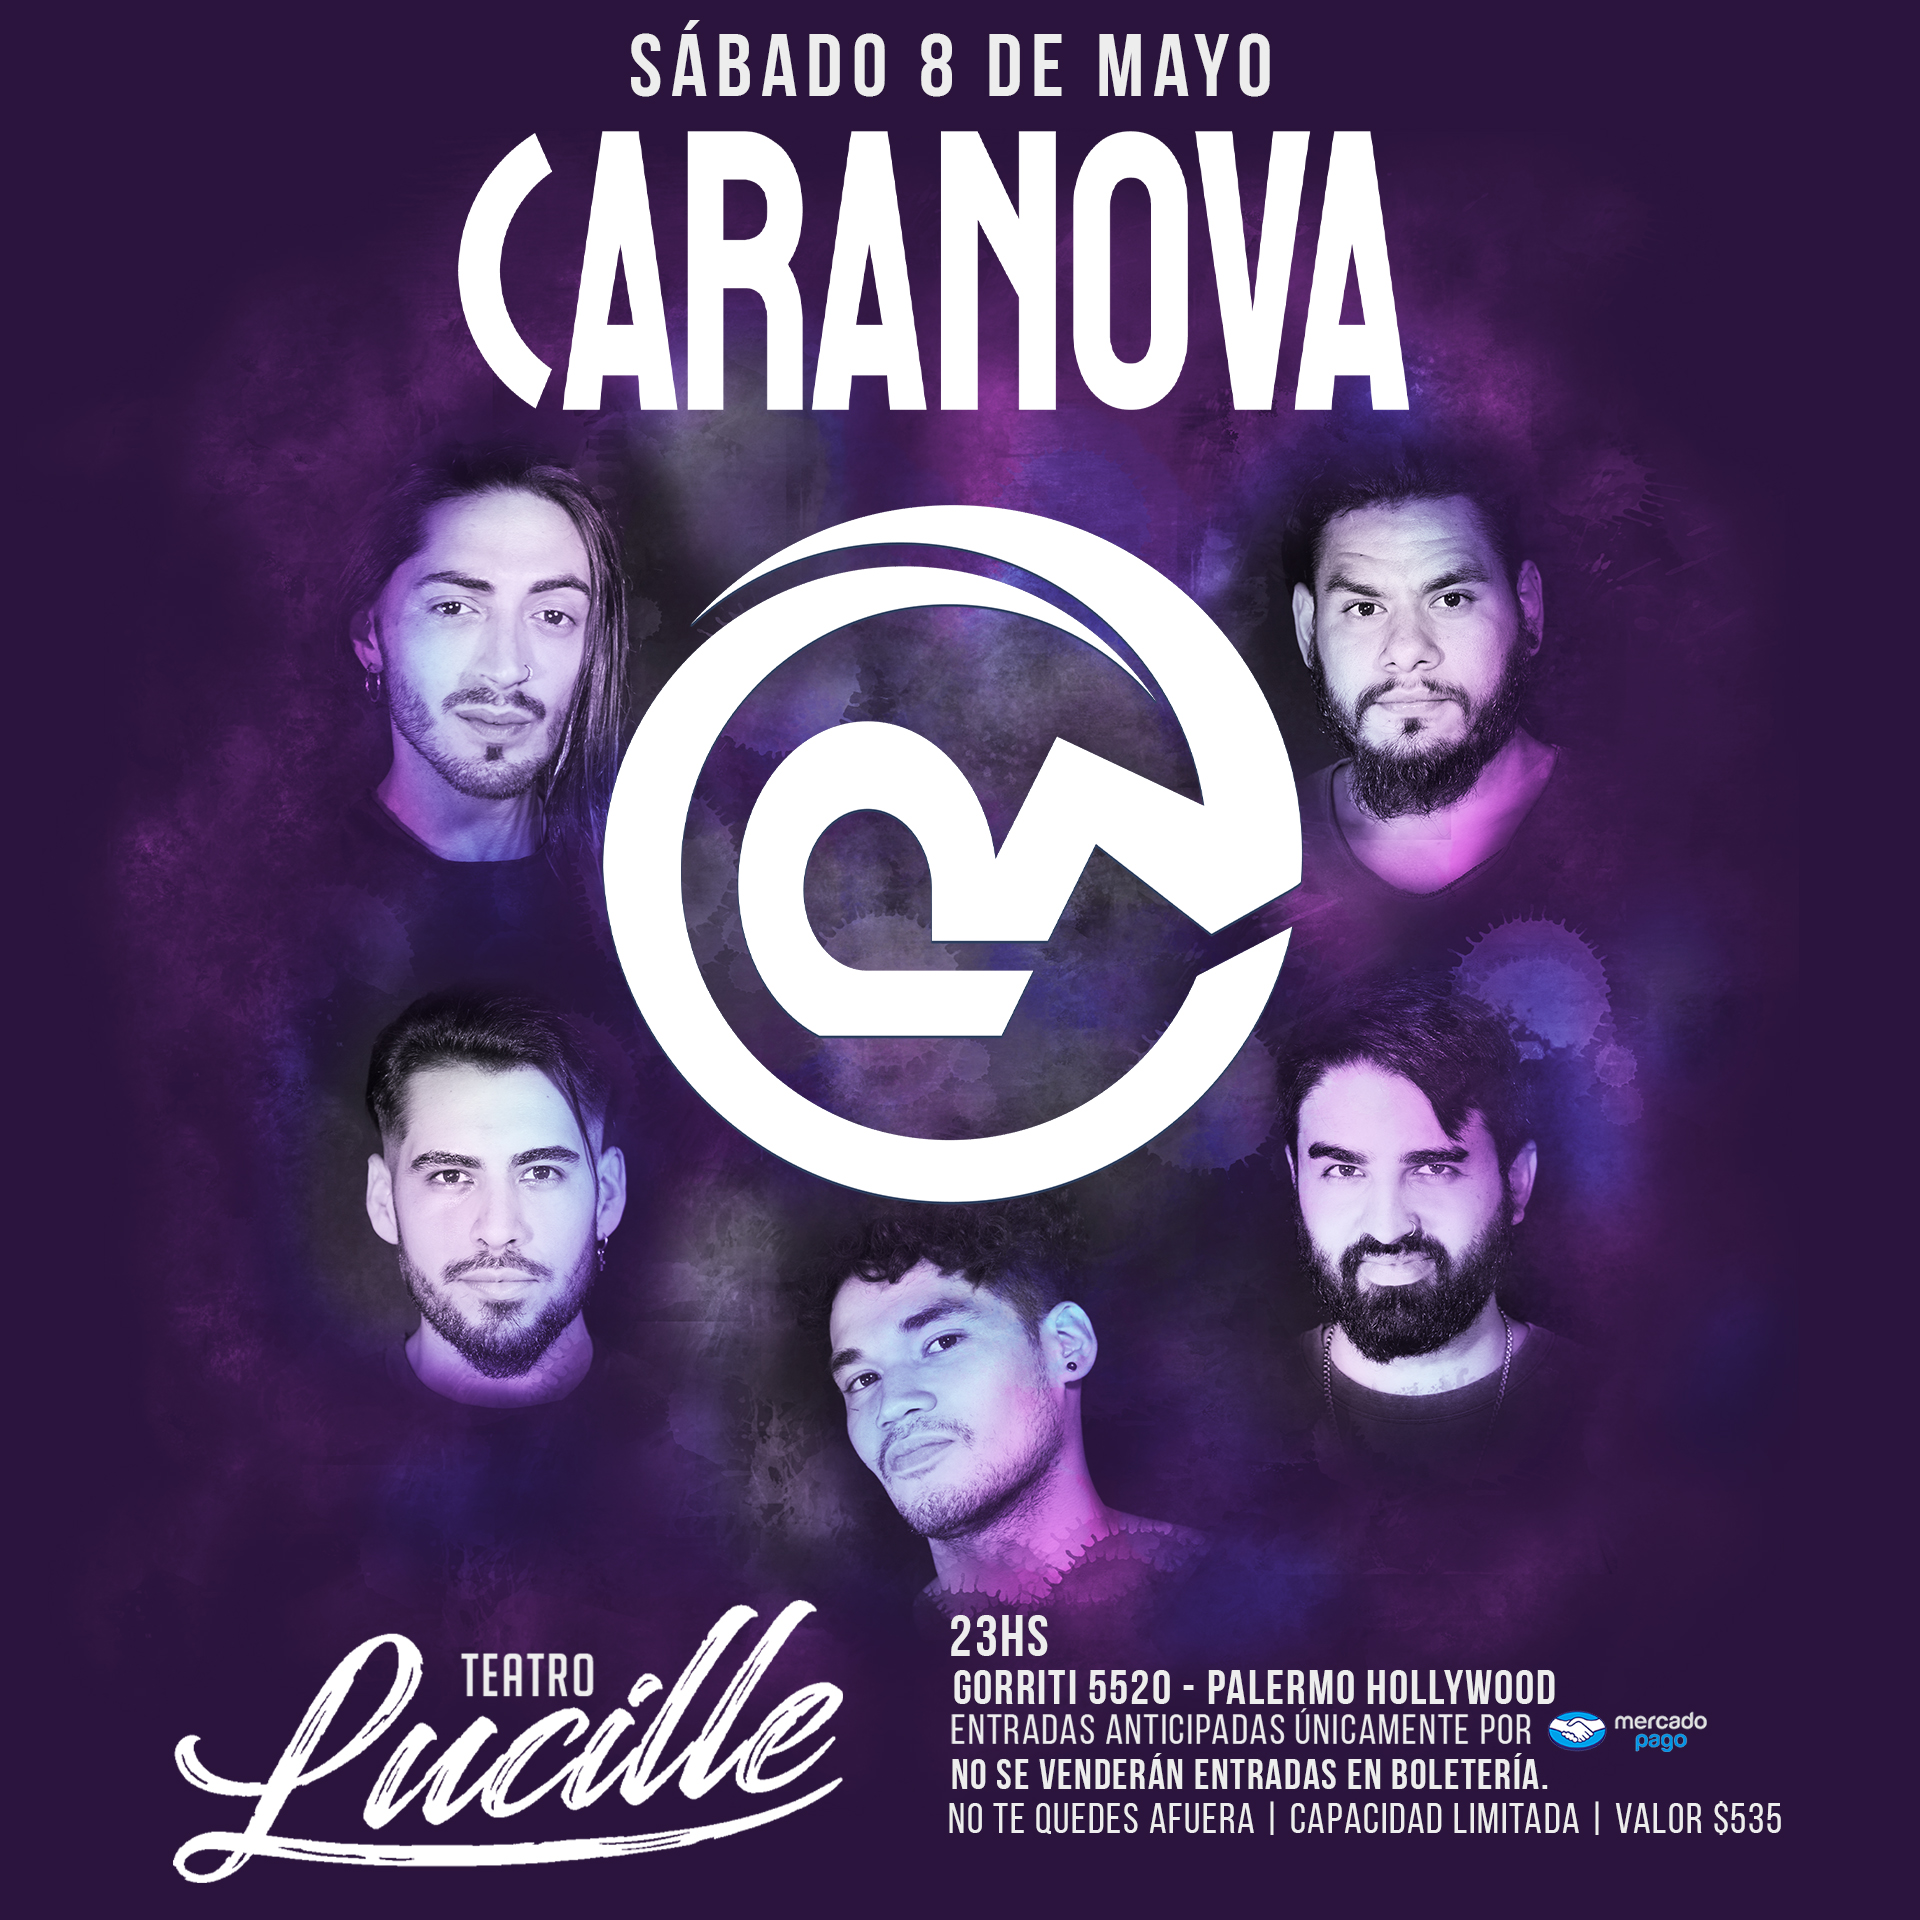 SÁBADO 8 DE MAYO
CARANOVA
TEATRO
Lucille
23HS
GORRITI 5520 - PALERMO HOLLYWOOD
ENTRADAS ANTICIPADAS ÚNICAMENTE POR mercado pago
NO SE VENDERÁN ENTRADAS EN BOLETERÍA.
NO TE QUEDES AFUERA | CAPACIDAD LIMITADA | VALOR $535